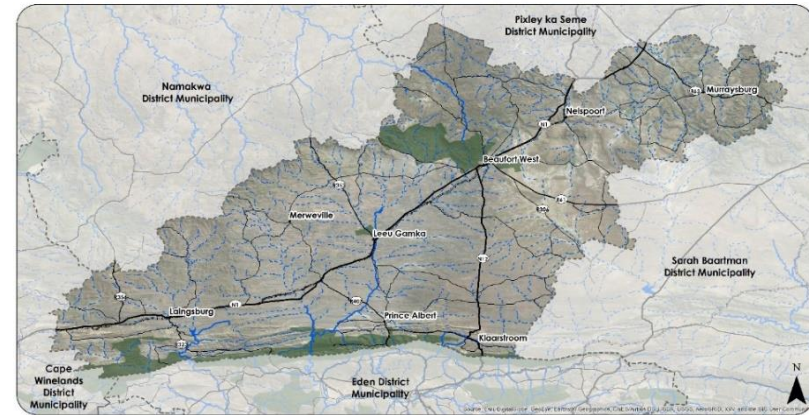 Pixley ka Seme
District Municipality
Namakwa
District Municipality
Murraysburg
Nelspoort
N1
Beaufort West
Merweville
Leeu Gamka
Sarah Baartman
District Municipality
Laingsburg
N1
Prince Albert
Klaarstroom
Cape
Winelands
District
Municipality
Eden District
Municipality
N